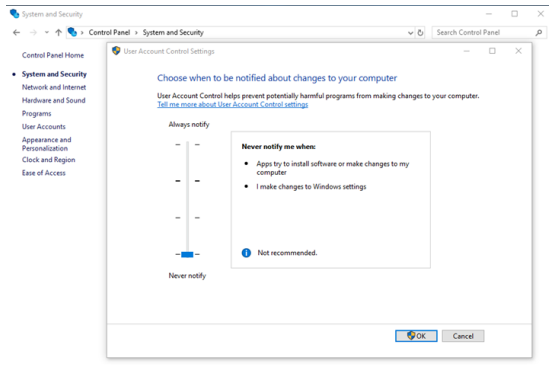 System and Security
Control Panel > System and Security
Search Control Panel
Control Panel Home
System and Security
Network and Internet
Hardware and Sound
Programs
User Accounts
Appearance and
Personalization
Clock and Region
Ease of Access
User Account Control Settings
Choose when to be notified about changes to your computer
User Account Control helps prevent potentially harmful programs from making changes to your computer.
Tell me more about User Account Control settings
Always notify
Never notify me when:
Apps try to install software or make changes to my
computer
I make changes to Windows settings
Not recommended.
Never notify
OK
Cancel